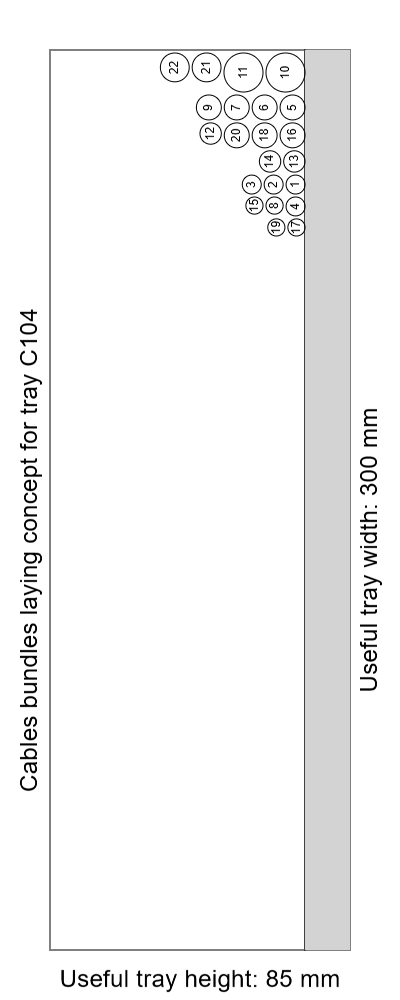 Cables bundles laying concept for tray C104
22 21 11 10
9 7 6 5
12 20 18 16
14 13
3 2 1
15 8 4
19 17
Useful tray width: 300 mm
Useful tray height: 85 mm